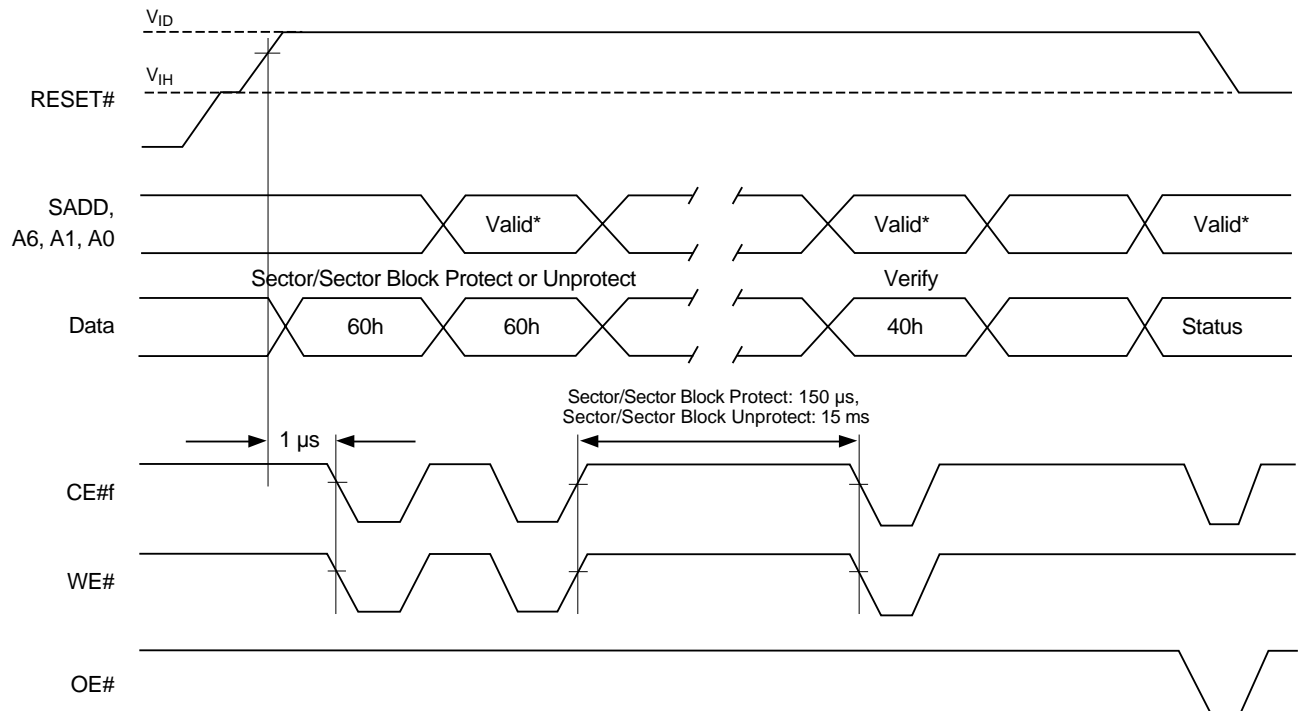 VID
VIH
RESET#
SADD,
A6, A1, A0
Valid*
Valid*
Valid*
Sector/Sector Block Protect or Unprotect
Verify
Data
60h
60h
40h
Status
Sector/Sector Block Protect: 150 µs,
Sector/Sector Block Unprotect: 15 ms
1 µs
CE#f
WE#
OE#